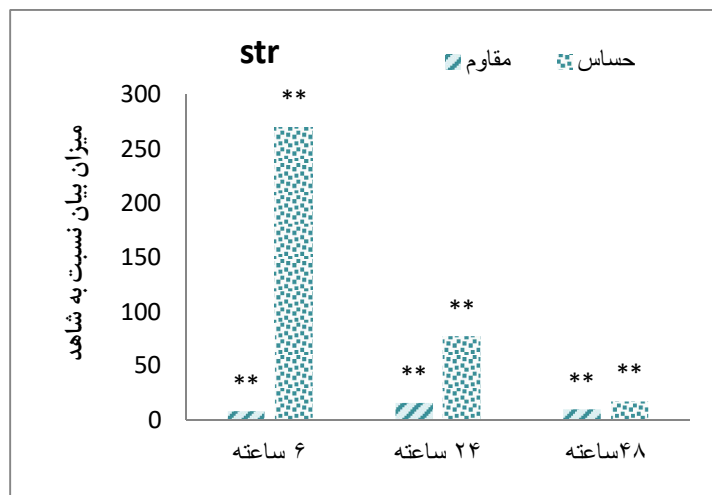 str
مقاوم
حساس
میزان بیان نسبت به شاهد
300
250
200
150
100
50
0
**
**
**
**
**
**
۶ ساعته
۲۴ ساعته
۴۸ساعته